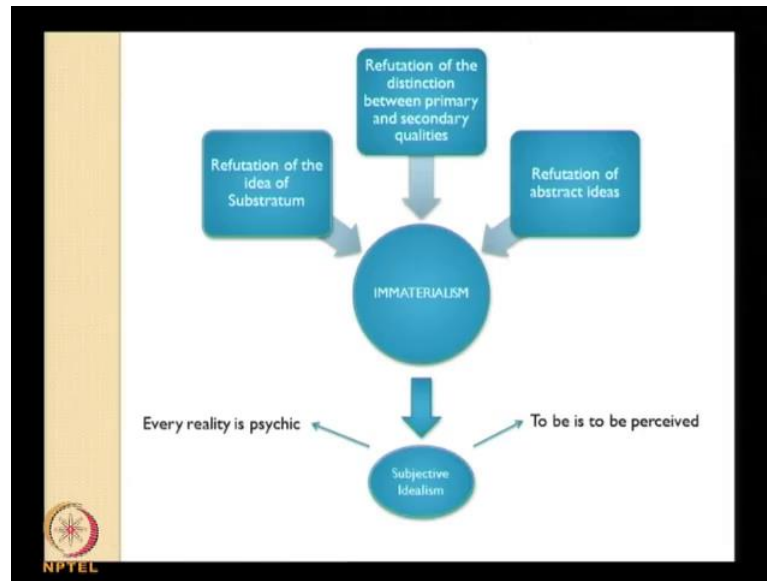 Refutation of the
distinction
between primary
and secondary
qualities
Refutation of the
idea of
Substratum
Refutation of
abstract ideas
IMMATERIALISM
Every reality is psychic
To be is to be perceived
Subjective
Idealism
NPTEL